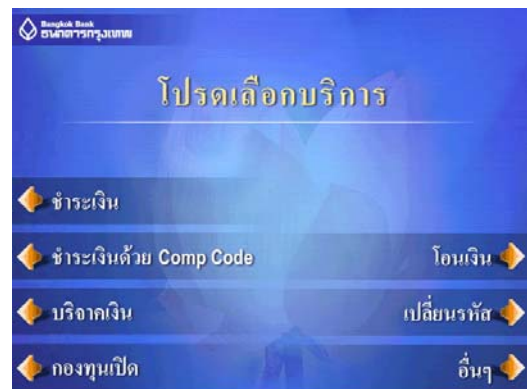 Bangkok Bank
ธนาคารกรุงเทพ
โปรดเลือกบริการ
ชำระเงิน
ชำระเงินด้วย Comp Code
โอนเงิน
บริจาคเงิน
เปลี่ยนรหัส
กองทุนเปิด
อื่นๆ